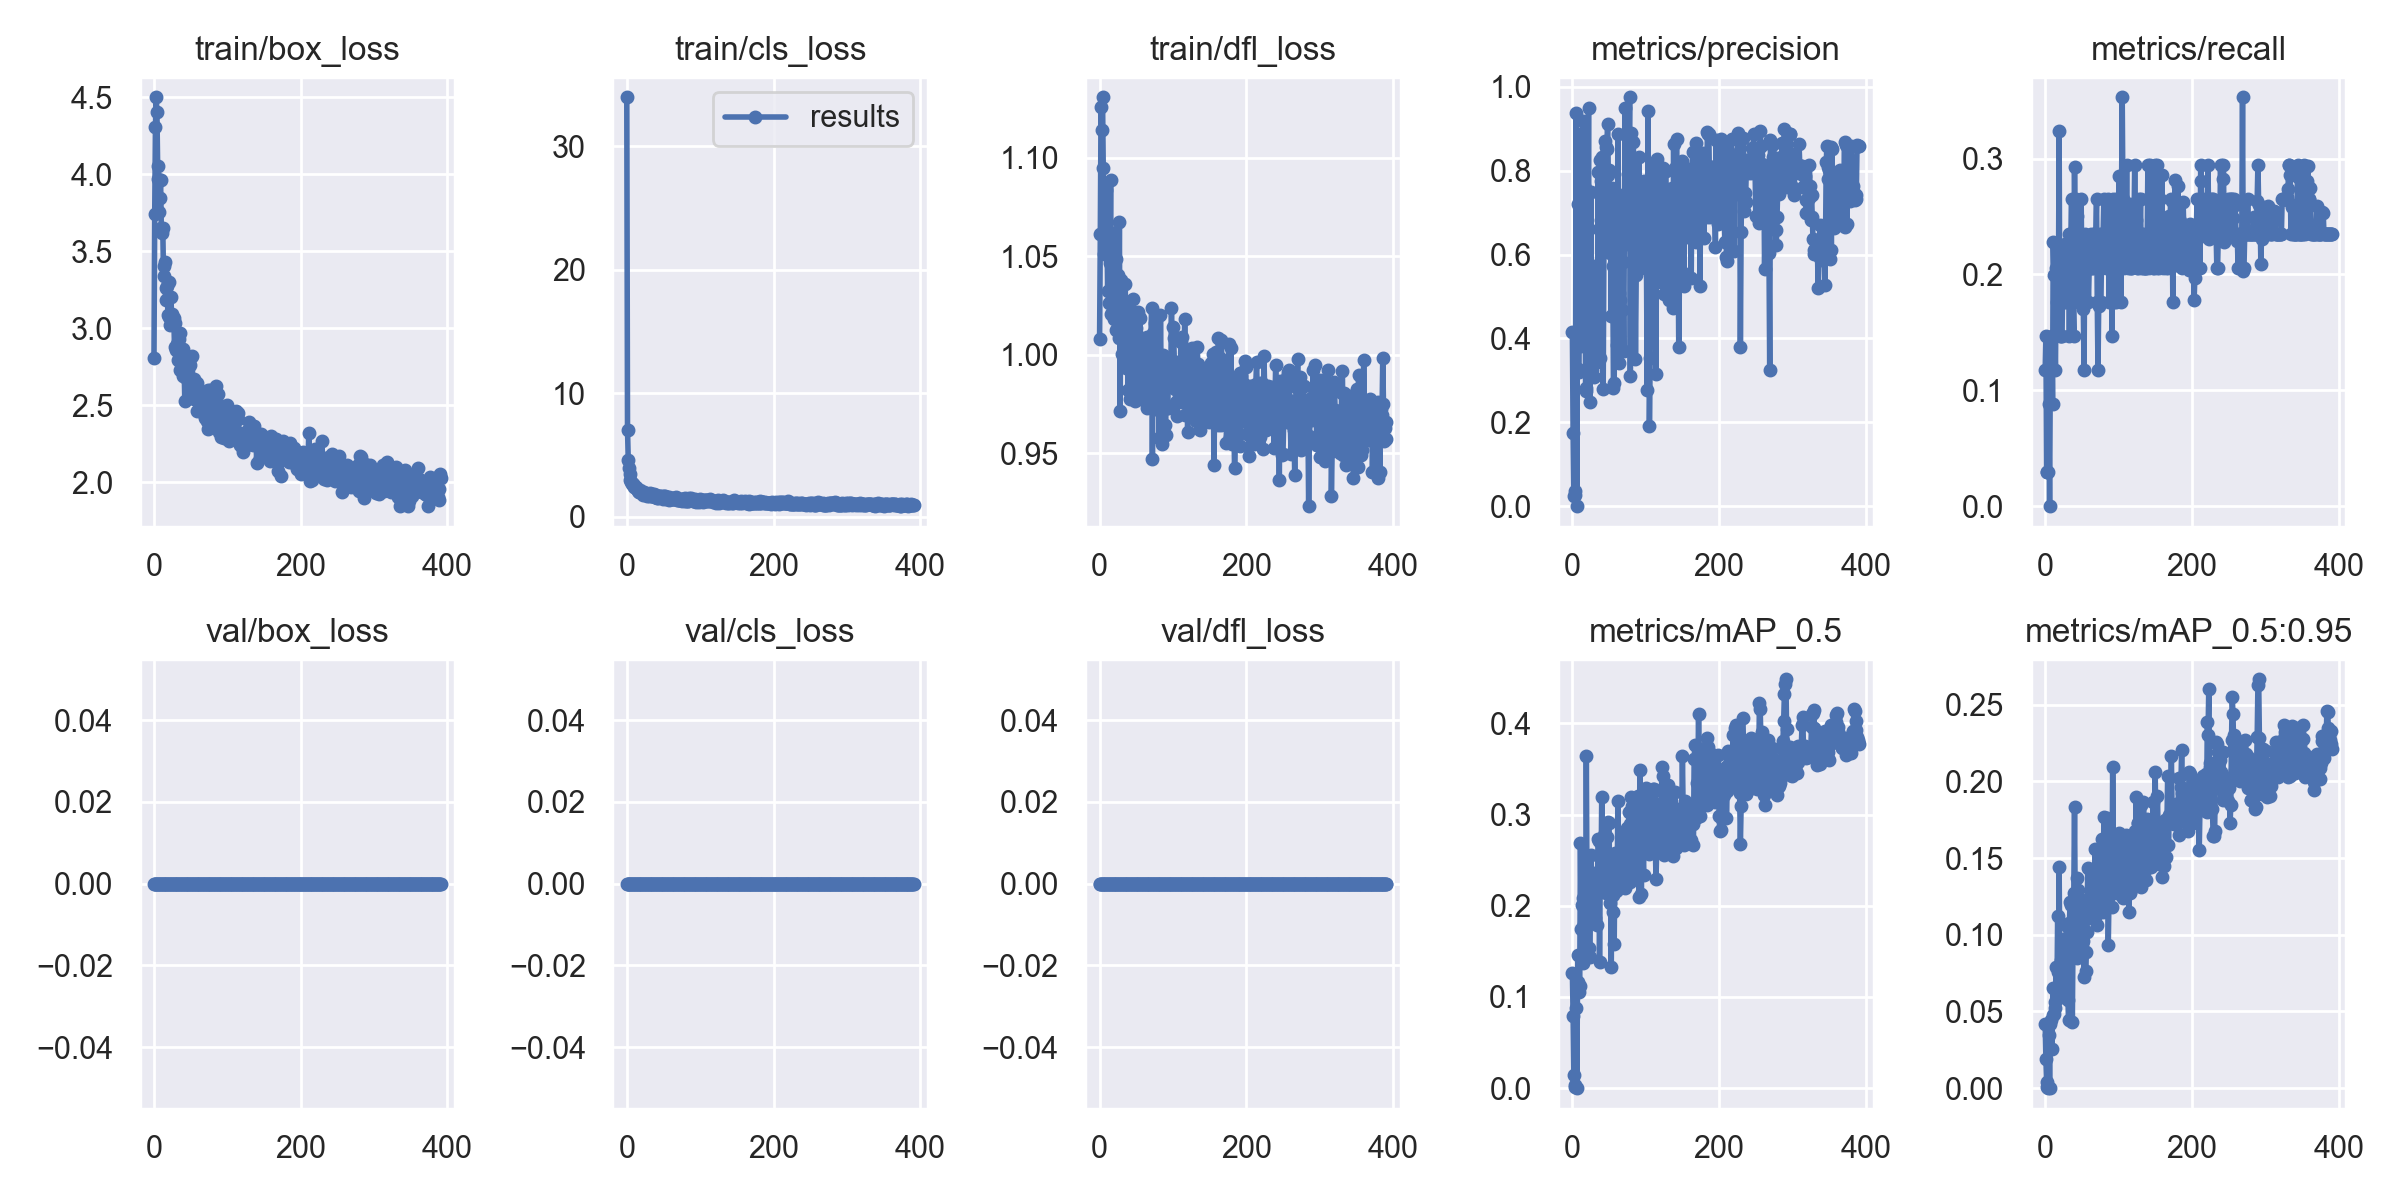 train/box_loss
train/cls_loss
train/dfl_loss
metrics/precision
metrics/recall
4.5
4.0
3.5
3.0
2.5
2.0
0 200 400
results
30
20
10
0
0 200 400
1.10
1.05
1.00
0.95
0 200 400
1.0
0.8
0.6
0.4
0.2
0.0
0 200 400
0.3
0.2
0.1
0.0
0 200 400
val/box_loss
val/cls_loss
val/dfl_loss
metrics/mAP_0.5
metrics/mAP_0.5:0.95
0.04
0.02
0.00
−0.02
−0.04
0 200 400
0.04
0.02
0.00
−0.02
−0.04
0 200 400
0.04
0.02
0.00
−0.02
−0.04
0 200 400
0.4
0.3
0.2
0.1
0.0
0 200 400
0.25
0.20
0.15
0.10
0.05
0.00
0 200 400